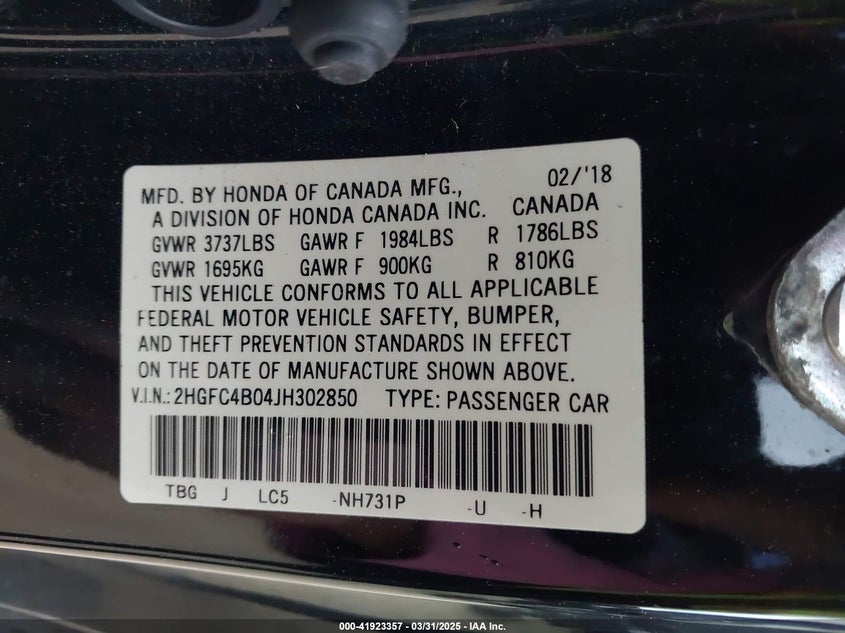 02/'18
MFD. BY HONDA OF CANADA MFG.,
A DIVISION OF HONDA CANADA INC. CANADA
GVWR 3737LBS GAWR F 1984LBS R 1786LBS
GVWR 1695KG GAWR F 900KG R 810KG
THIS VEHICLE CONFORMS TO ALL APPLICABLE
FEDERAL MOTOR VEHICLE SAFETY, BUMPER,
AND THEFT PREVENTION STANDARDS IN EFFECT
ON THE DATE OF MANUFACTURE SHOWN ABOVE.
V.I.N.: 2HGFC4B04JH302850 TYPE: PASSENGER CAR
TBG J LC5 -NH731P -U -H
000-41923357 - 03/31/2025 - IAA Inc.